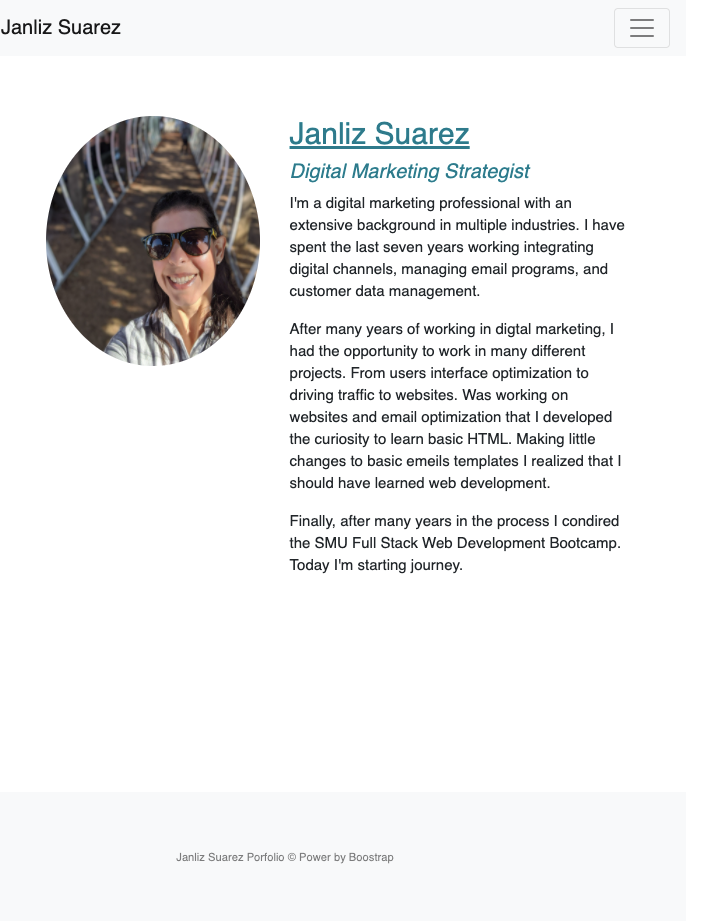 Janliz Suarez
Janliz Suarez
Digital Marketing Strategist
I'm a digital marketing professional with an
extensive background in multiple industries. I have
spent the last seven years working integrating
digital channels, managing email programs, and
customer data management.
After many years of working in digtal marketing, I
had the opportunity to work in many different
projects. From users interface optimization to
driving traffic to websites. Was working on
websites and email optimization that I developed
the curiosity to learn basic HTML. Making little
changes to basic emeils templates I realized that I
should have learned web development.
Finally, after many years in the process I condired
the SMU Full Stack Web Development Bootcamp.
Today I'm starting journey.
Janliz Suarez Porfolio © Power by Boostrap